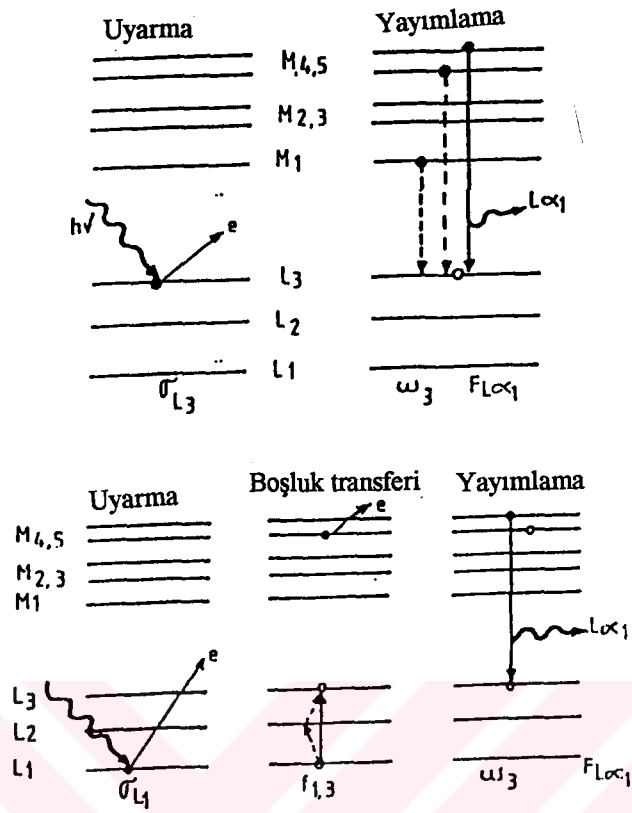 Uyarma
Yayımlama
M,4,5
M2,3
M1
hν
e
Lα1
L3
L2
L1
σL3
ω3
FLα1
Uyarma
Boşluk transferi
Yayımlama
e
M4,5
M2,3
M1
Lα1
e
L3
L2
L1
σL1
f1,3
ω3
FLα1